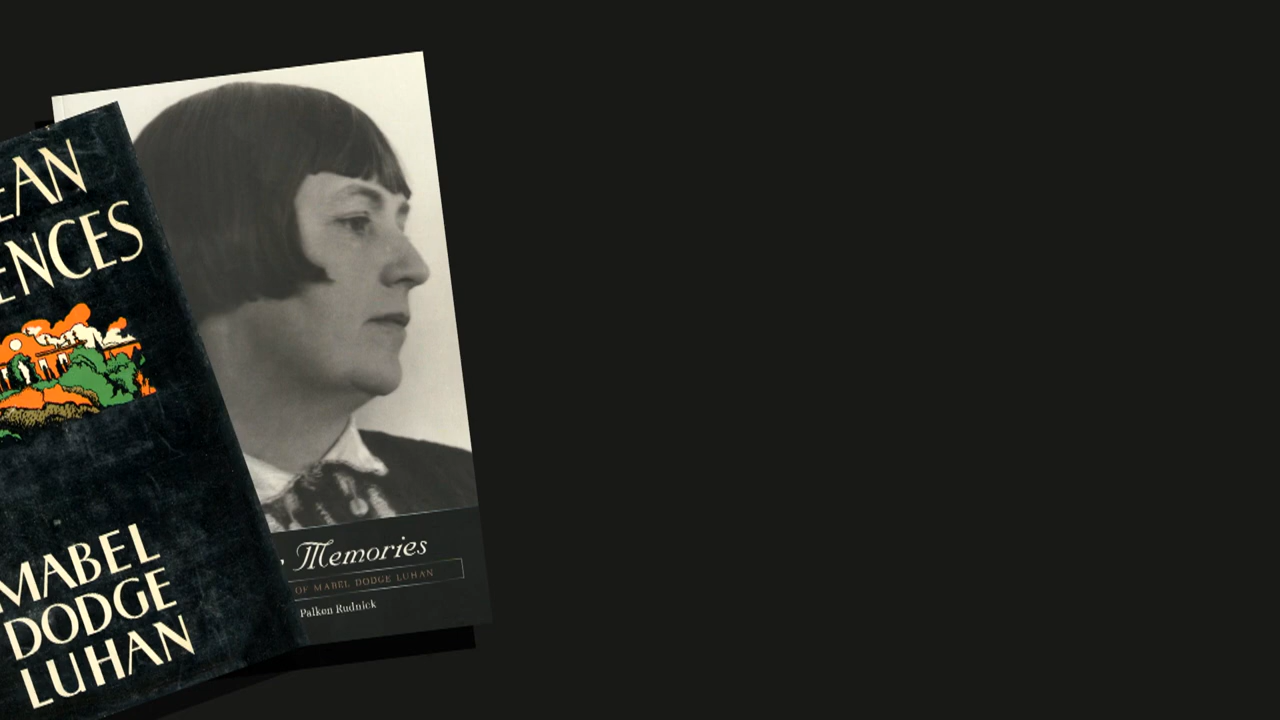 EAN
ENCES
MABEL
DODGE
LUHAN
Memories
OF MABEL DODGE LUHAN
Palken Rudnick